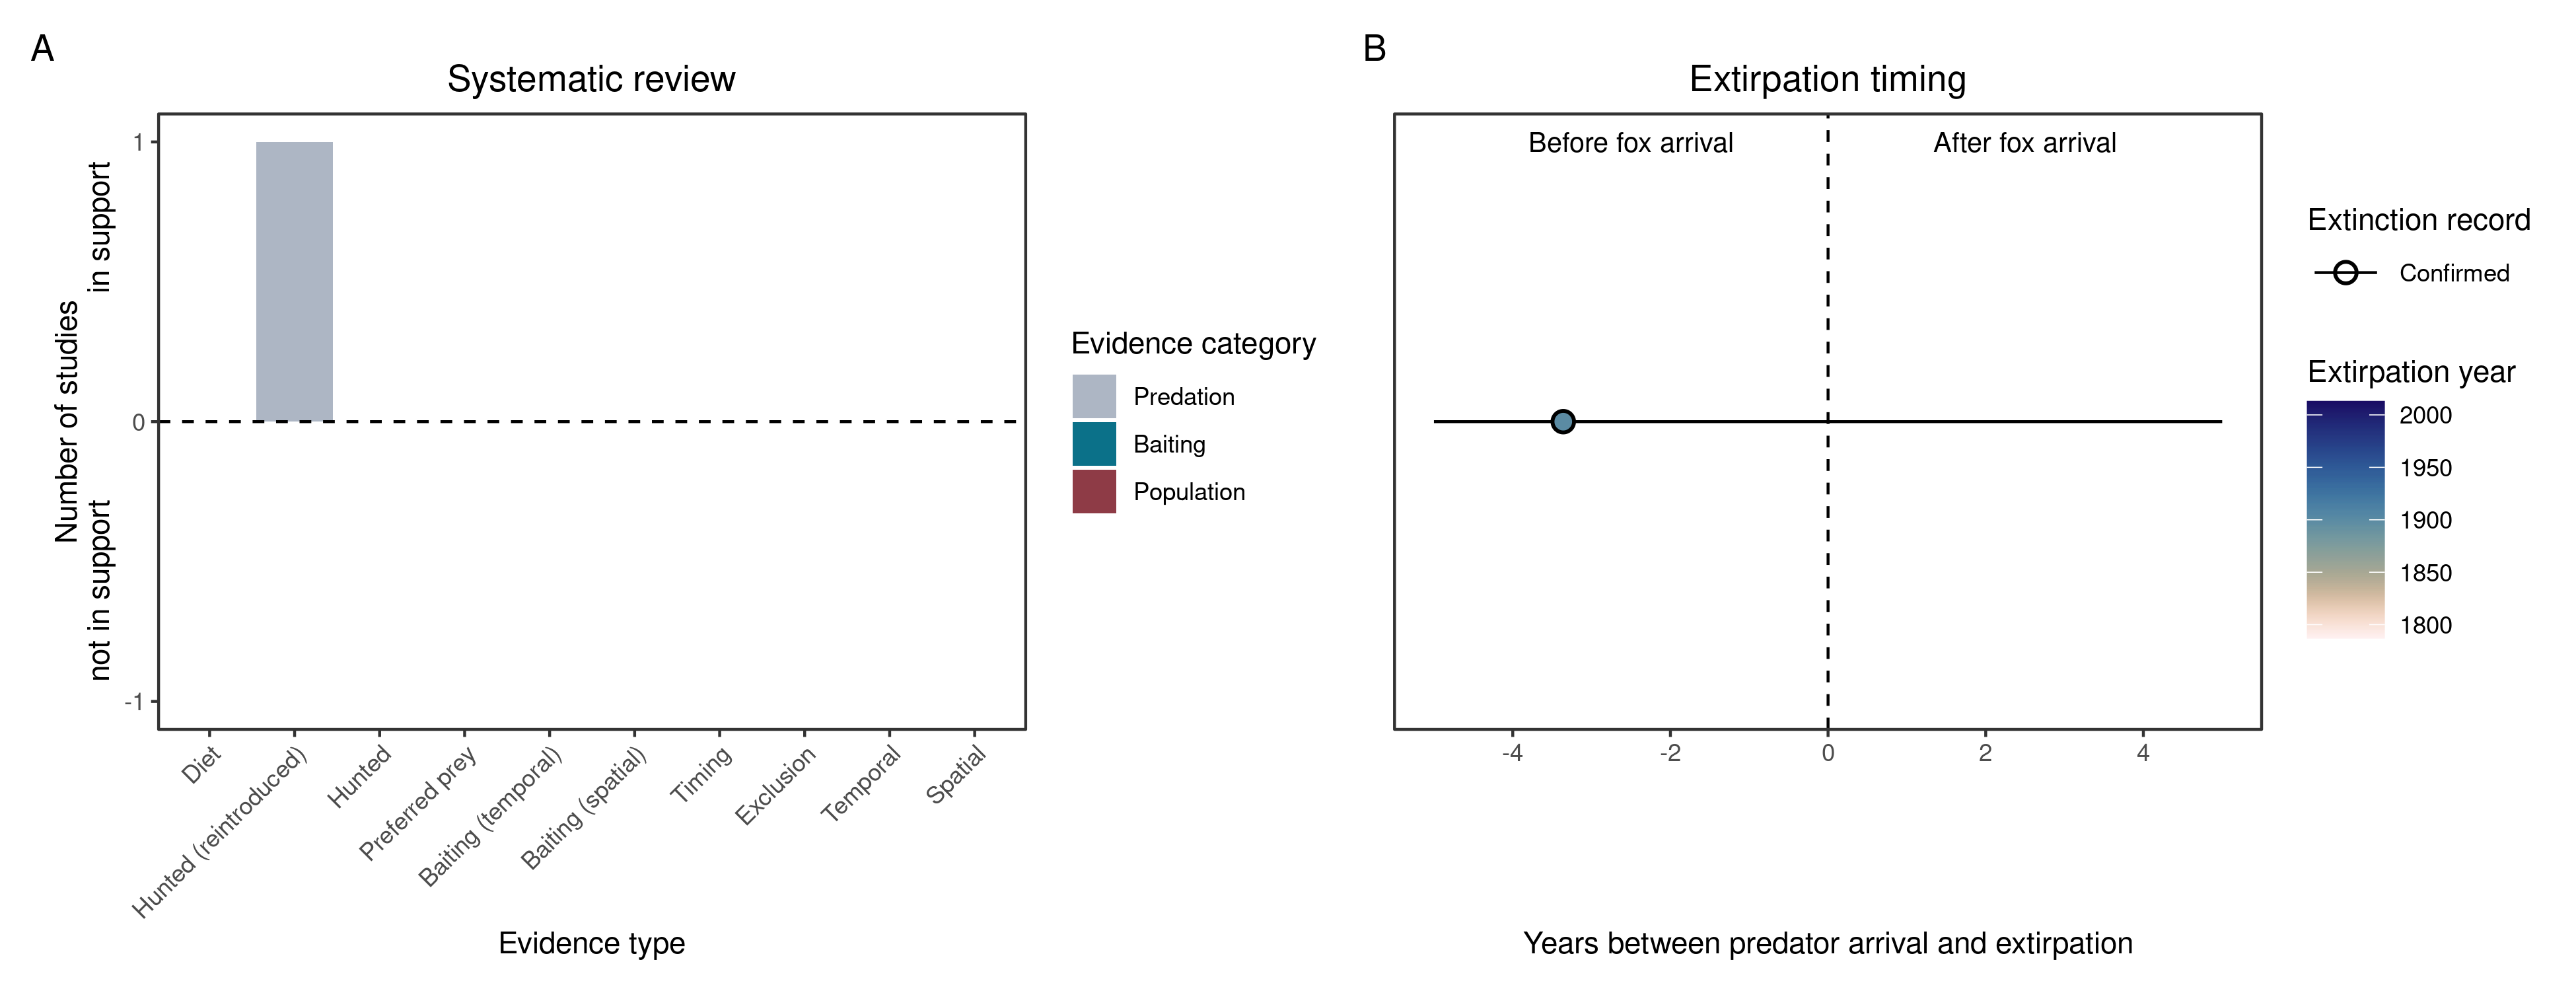 A
Systematic review
Number of studies
in support
not in support
1
0
-1
Diet
Hunted (reintroduced)
Hunted
Preferred prey
Baiting (temporal)
Baiting (spatial)
Timing
Exclusion
Temporal
Spatial
Evidence type
Evidence category
Predation
Baiting
Population
B
Extirpation timing
Before fox arrival
After fox arrival
-4
-2
0
2
4
Years between predator arrival and extirpation
Extinction record
Confirmed
Extirpation year
2000
1950
1900
1850
1800